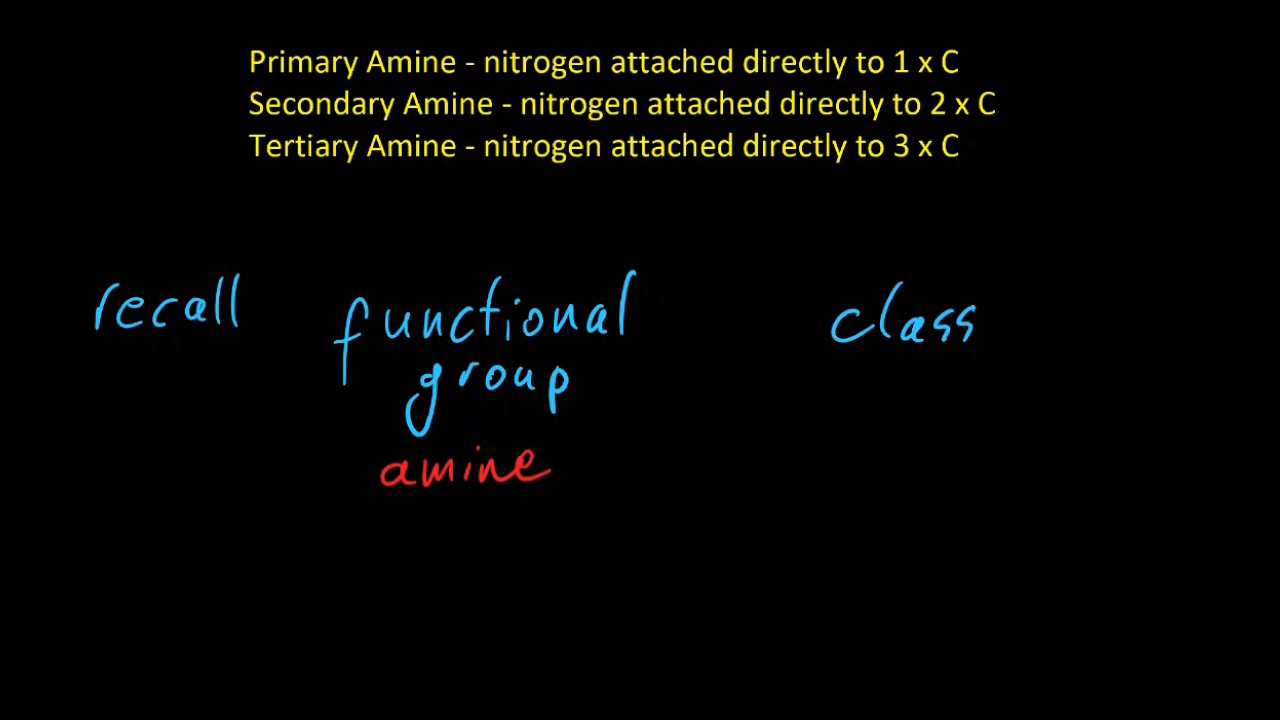 Primary Amine - nitrogen attached directly to 1 x C
Secondary Amine - nitrogen attached directly to 2 x C
Tertiary Amine - nitrogen attached directly to 3 x C
recall functional class
group
amine